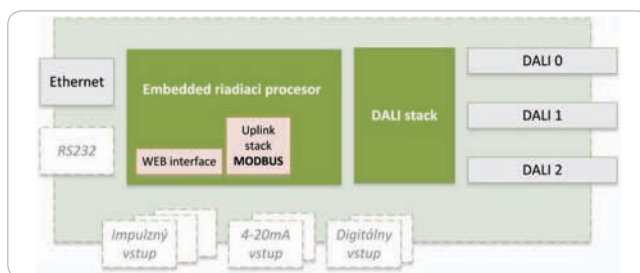 Ethernet
RS232
Embedded riadiaci procesor
WEB interface
Uplink
stack
MODBUS
DALI stack
DALI 0
DALI 1
DALI 2
Impulzný
vstup
4-20mA
vstup
Digitálny
vstup